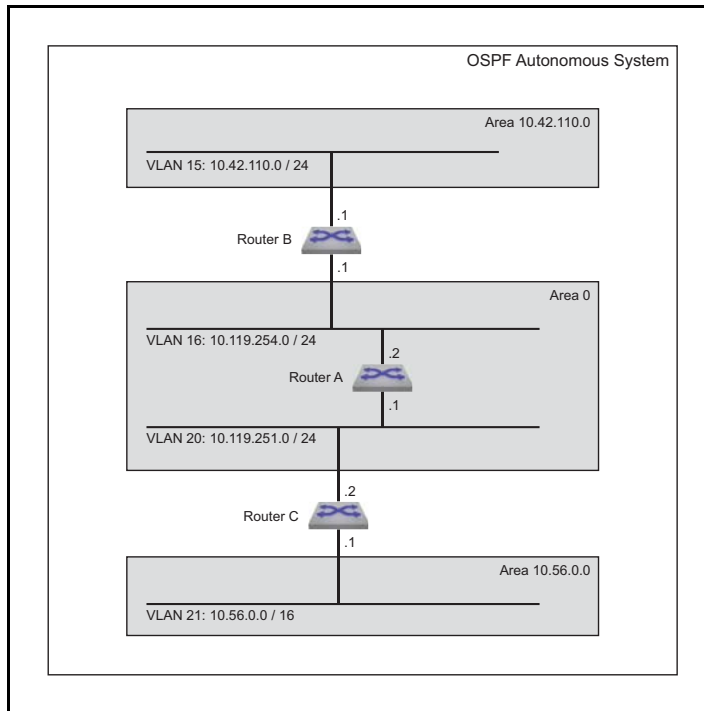 OSPF Autonomous System
Area 10.42.110.0
VLAN 15: 10.42.110.0 / 24
.1
Router B
.1
Area 0
VLAN 16: 10.119.254.0 / 24
.2
Router A
.1
VLAN 20: 10.119.251.0 / 24
.2
Router C
.1
Area 10.56.0.0
VLAN 21: 10.56.0.0 / 16